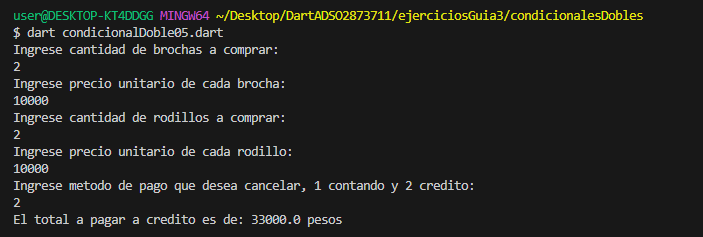 user@DESKTOP-KT4DDGG MINGW64 ~/Desktop/DartADSO2873711/ejerciciosGuia3/condicionalesDobles
$ dart condicionalDoble05.dart
Ingrese cantidad de brochas a comprar:
2
Ingrese precio unitario de cada brocha:
10000
Ingrese cantidad de rodillos a comprar:
2
Ingrese precio unitario de cada rodillo:
10000
Ingrese metodo de pago que desea cancelar, 1 contando y 2 credito:
2
El total a pagar a credito es de: 33000.0 pesos